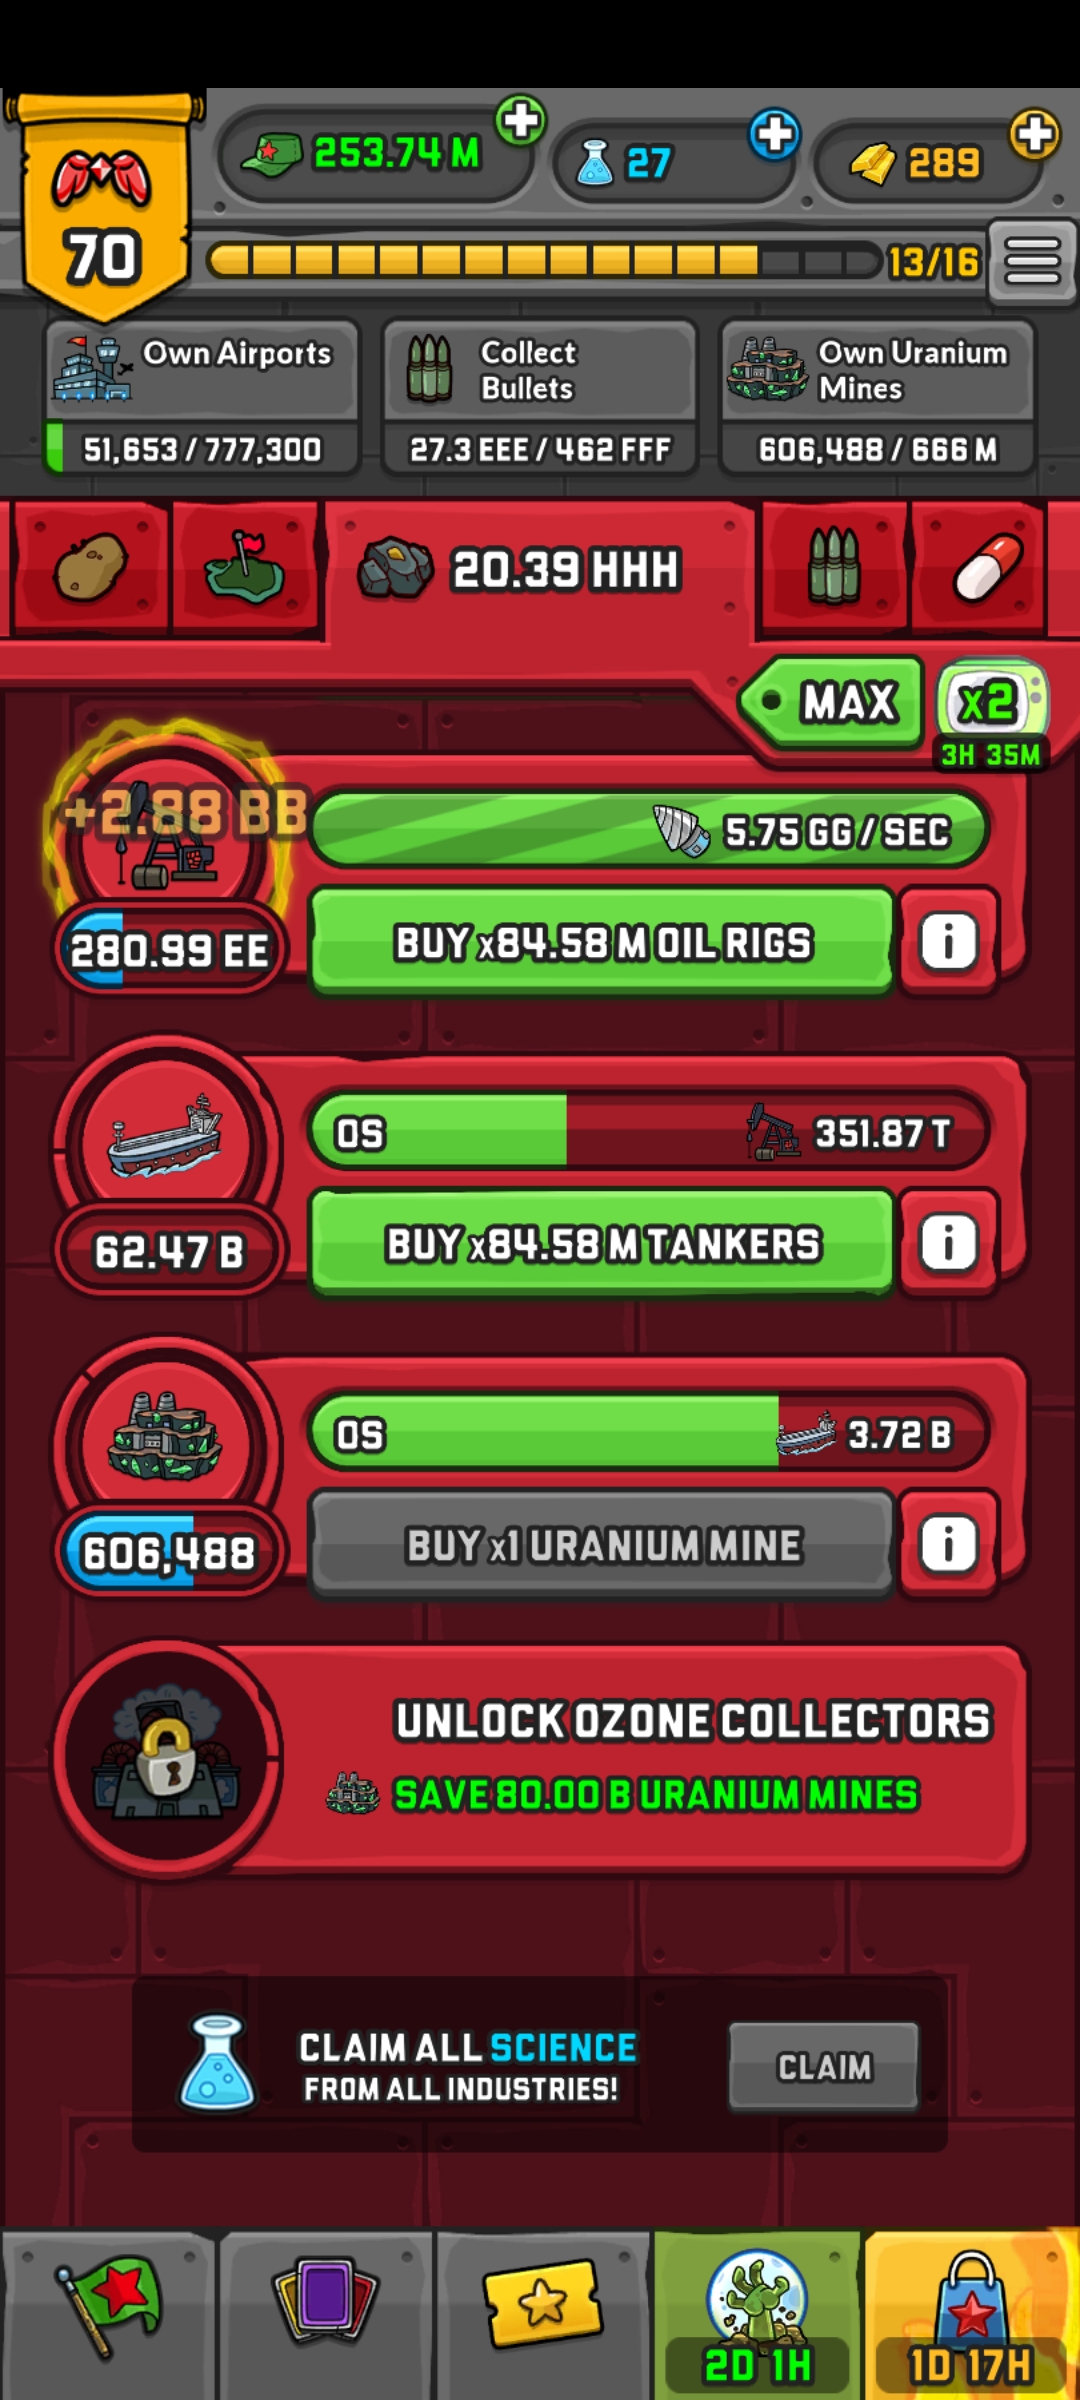 253.74 M
27
289
70
13/16
Own Airports
51,653 / 777,300
Collect
Bullets
27.3 EEE / 462 FFF
Own Uranium
Mines
606,488 / 666 M
20.39 HHH
MAX
x2
3H 35M
+2.88 BB
5.75 GG / SEC
280.99 EE
BUY x84.58 M OIL RIGS
i
0S
351.87 T
62.47 B
BUY x84.58 M TANKERS
i
0S
3.72 B
606,488
BUY x1 URANIUM MINE
i
UNLOCK OZONE COLLECTORS
SAVE 80.00 B URANIUM MINES
CLAIM ALL SCIENCE
FROM ALL INDUSTRIES!
CLAIM
2D 1H
1D 17H